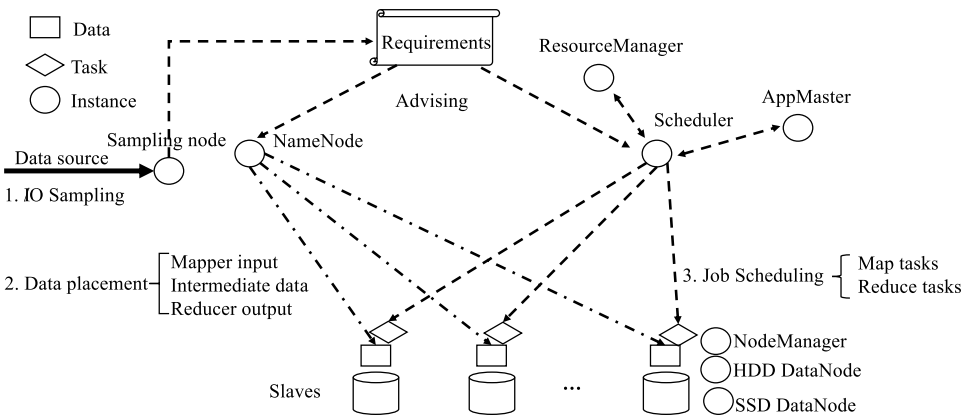 Data
Task
Instance
Requirements
Advising
ResourceManager
AppMaster
Scheduler
Sampling node
NameNode
Data source
1. IO Sampling
2. Data placement
Mapper input
Intermediate data
Reducer output
3. Job Scheduling
Map tasks
Reduce tasks
Slaves
...
NodeManager
HDD DataNode
SSD DataNode